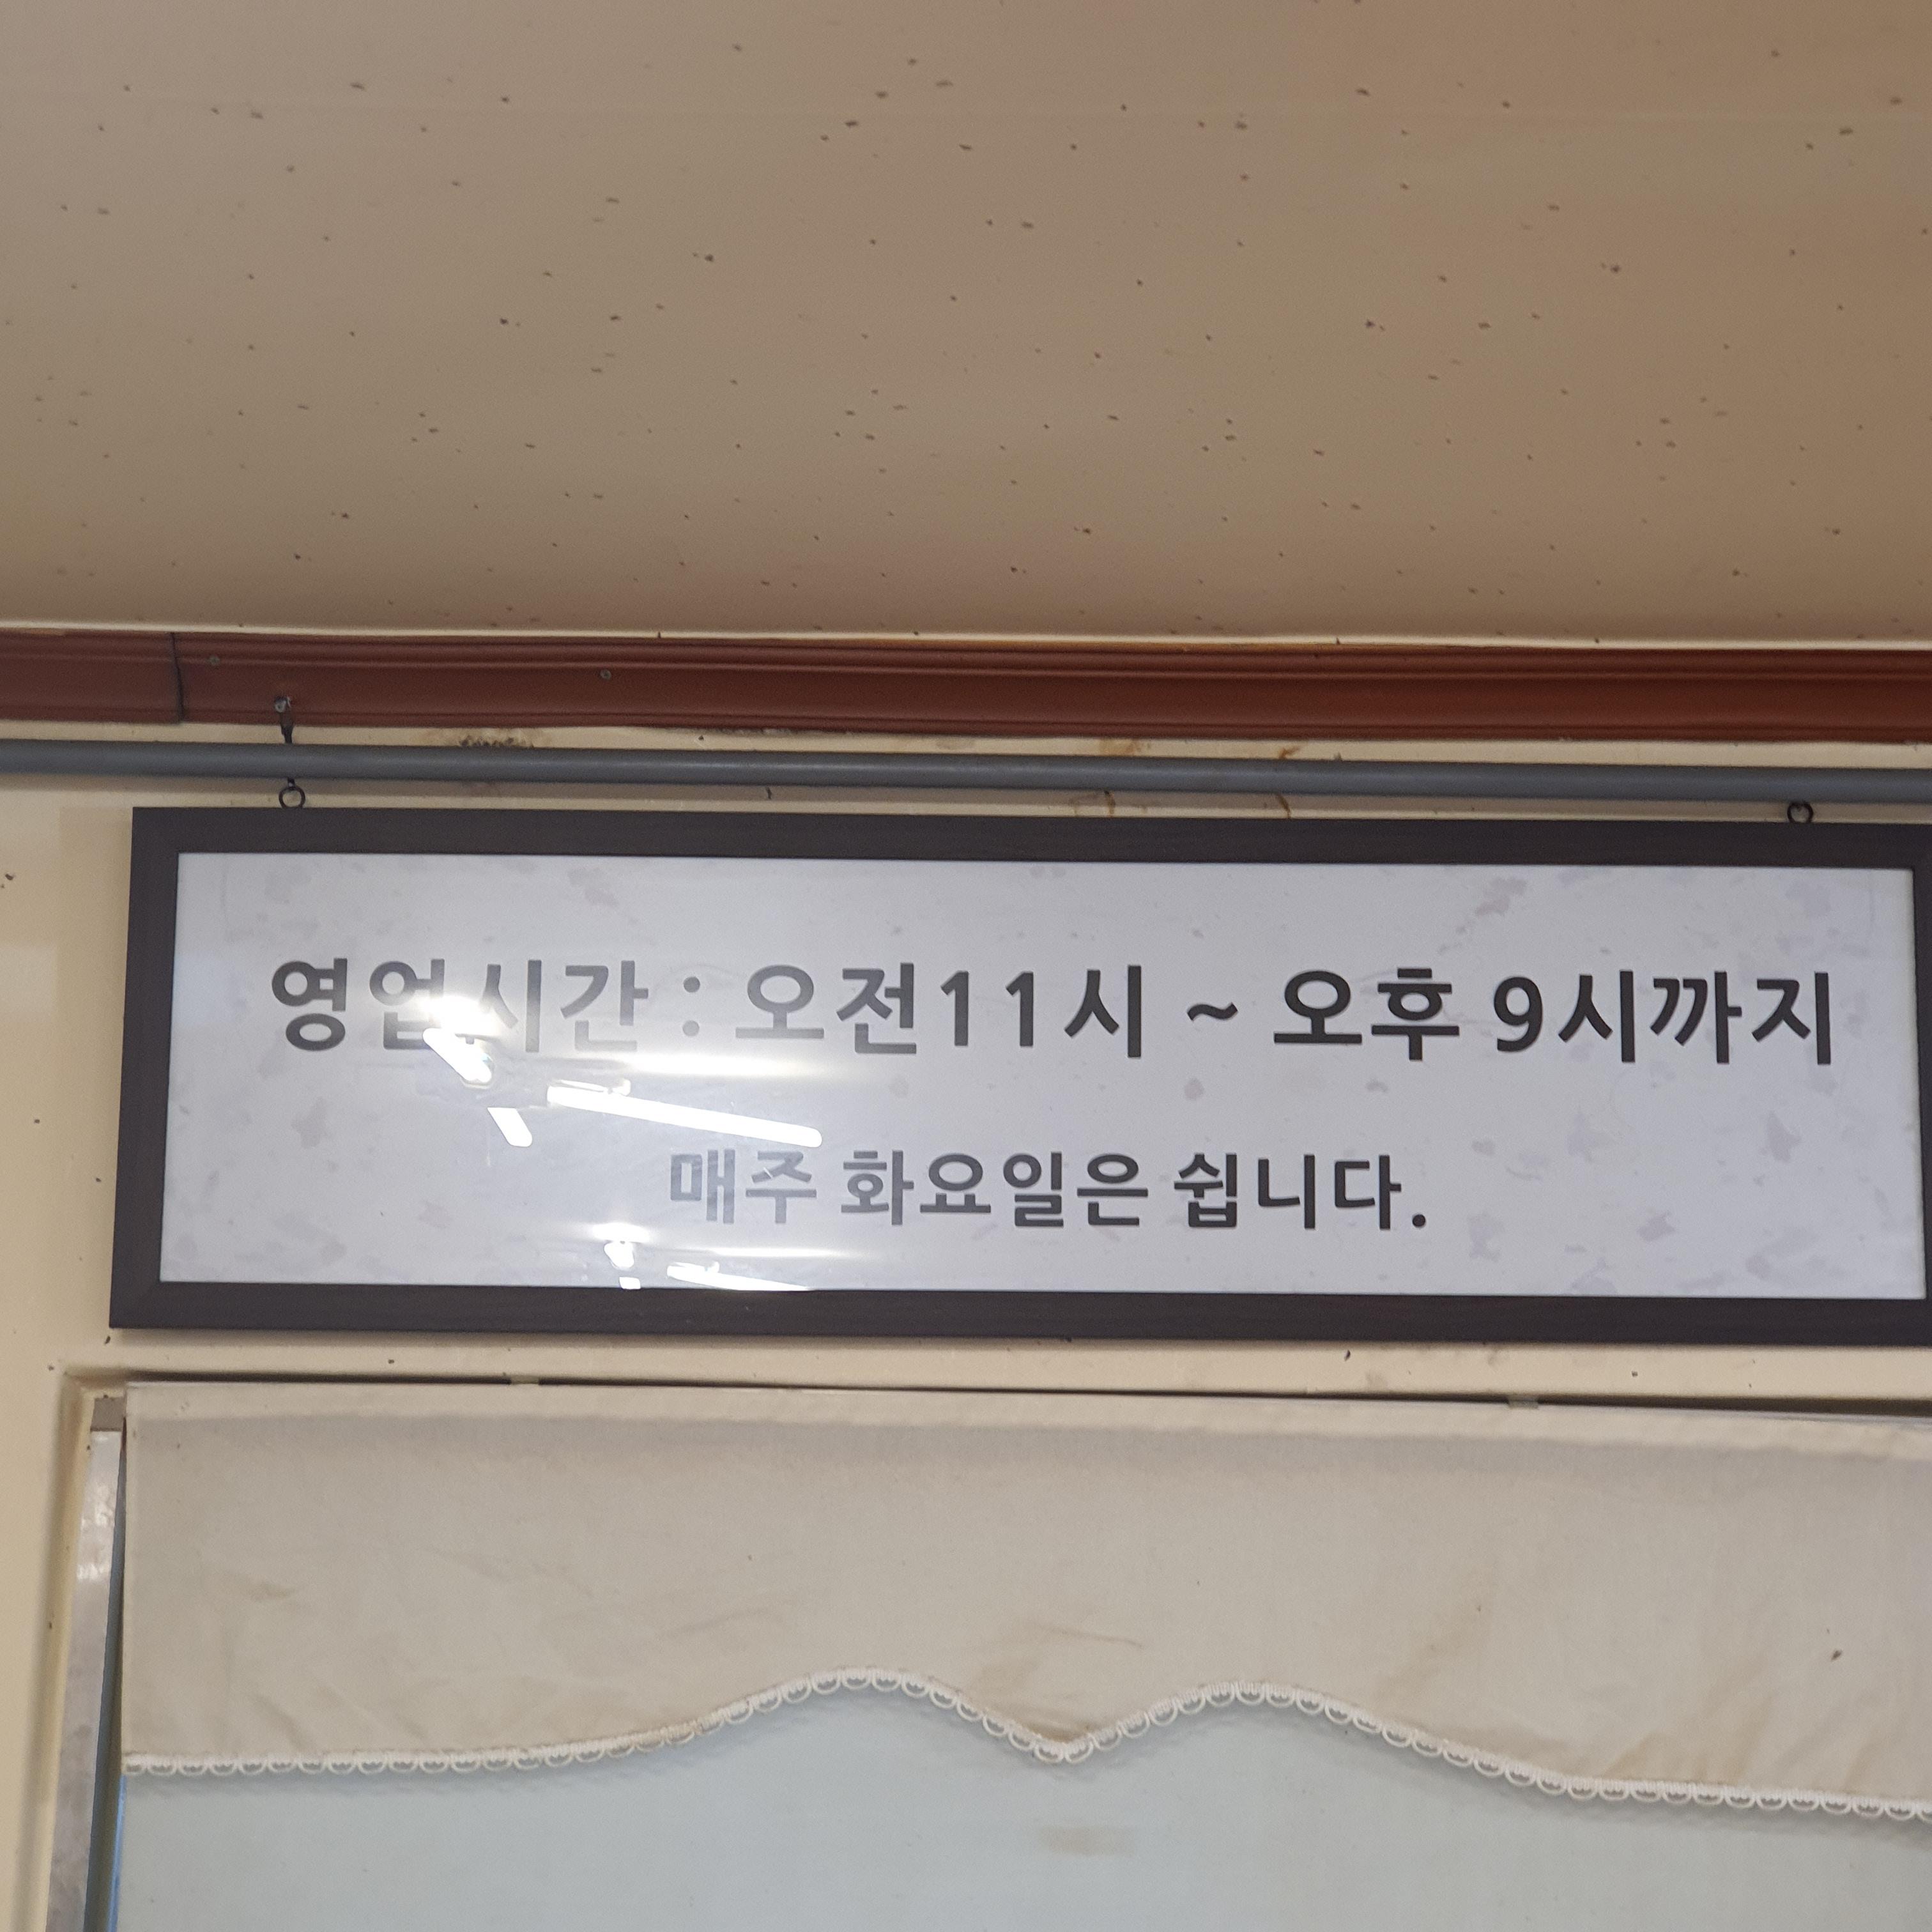 영업시간 : 오전11시 ~ 오후 9시까지
매주 화요일은 쉽니다.